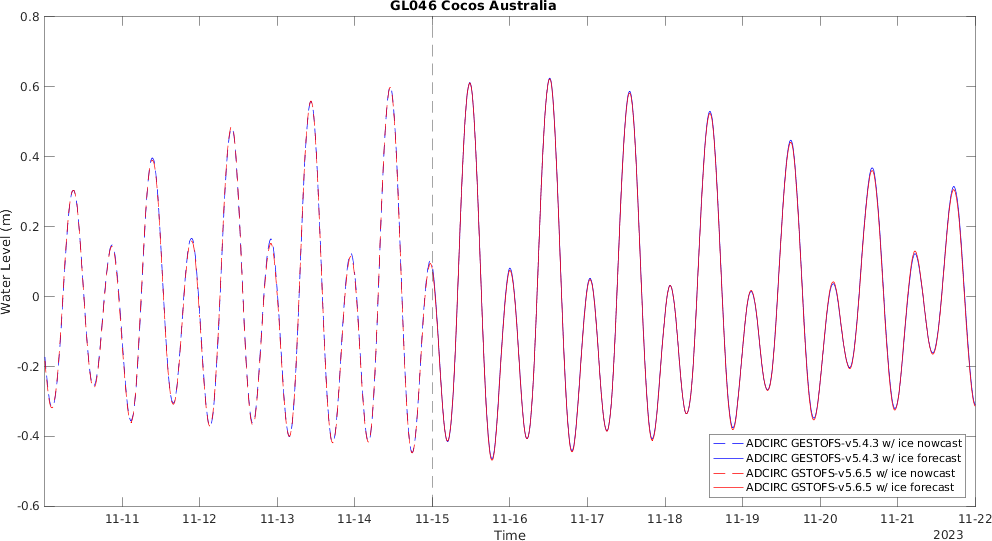 GL046 Cocos Australia
0.8
0.6
0.4
0.2
0
-0.2
-0.4
-0.6
Water Level (m)
ADCIRC GESTOFS-v5.4.3 w/ ice nowcast
ADCIRC GESTOFS-v5.4.3 w/ ice forecast
ADCIRC GSTOFS-v5.6.5 w/ ice nowcast
ADCIRC GSTOFS-v5.6.5 w/ ice forecast
11-11 11-12 11-13 11-14 11-15 11-16 11-17 11-18 11-19 11-20 11-21 11-22
Time
2023